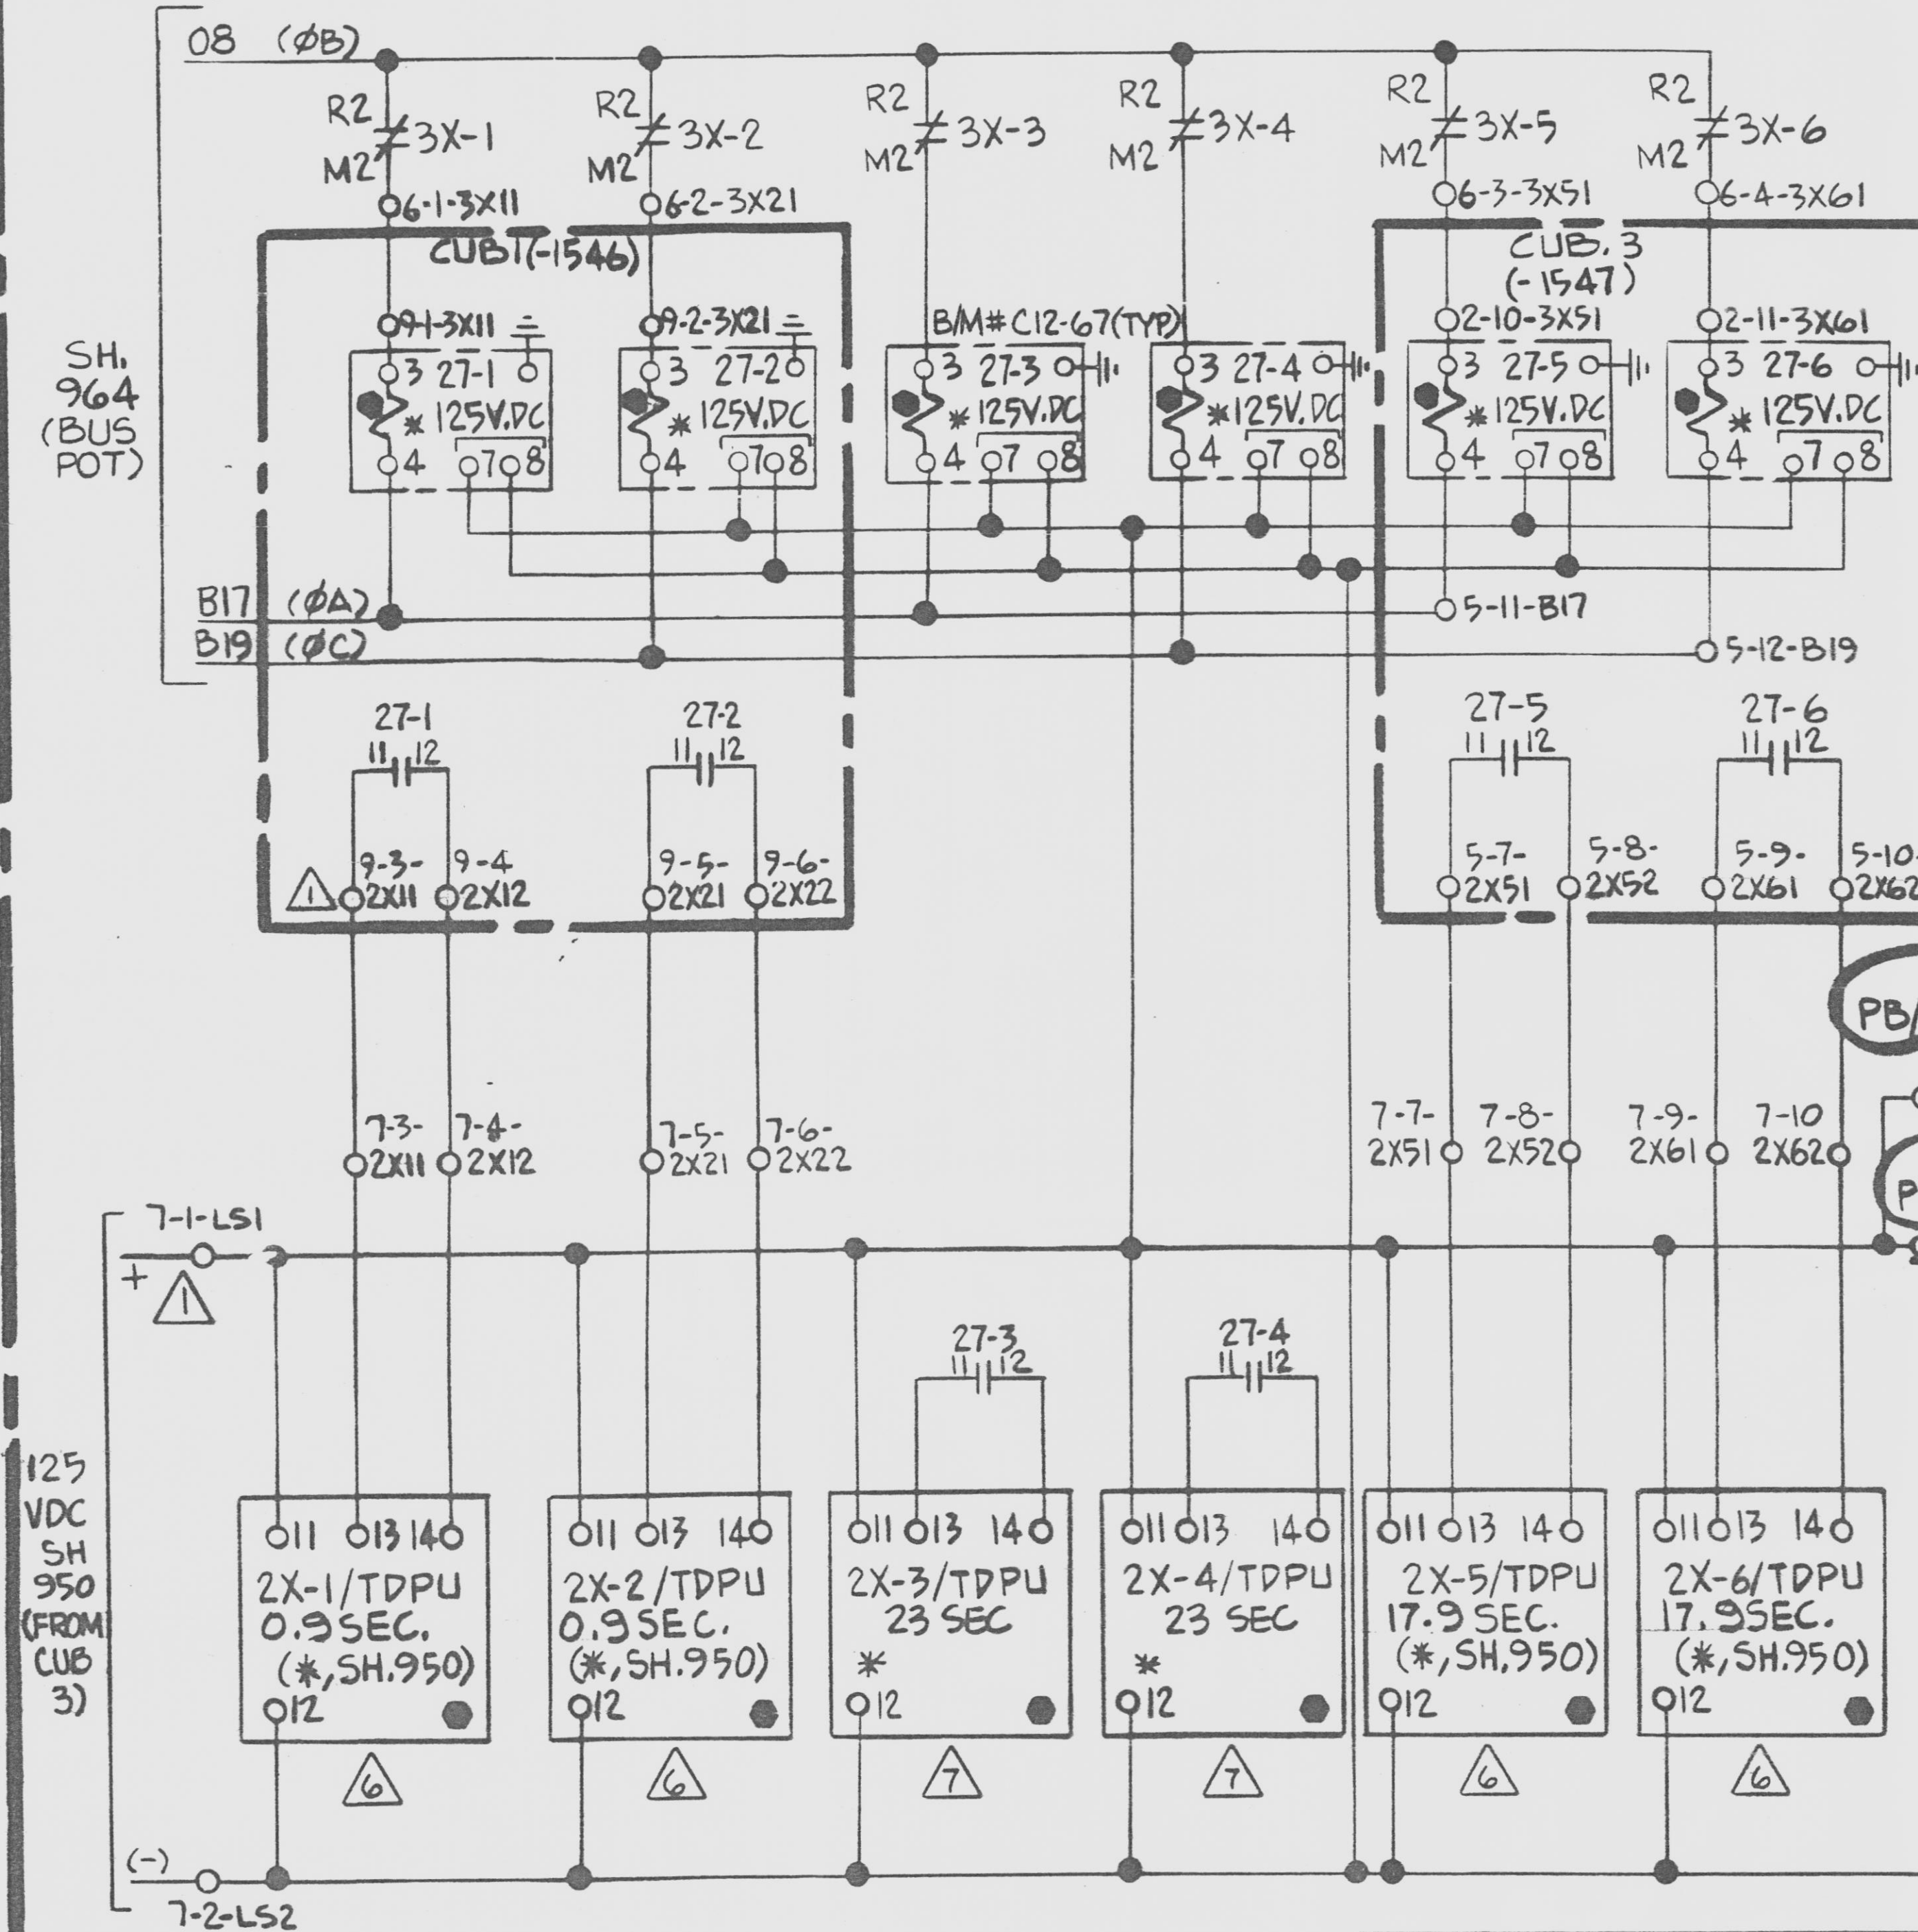 08 (ØB)
R2 R2 R2 R2 R2 R2
3X-1 3X-2 3X-3 3X-4 3X-5 3X-6
M2 M2 M2 M2 M2 M2
6-1-3X11 6-2-3X21 6-3-3X51 6-4-3X61
CUB 1 (-1546)
CUB. 3
(-1547)
9-1-3X11 9-2-3X21 B/M# C12-67 (TYP) 2-10-3X51 2-11-3X61
SH.
964
(BUS
POT)
3 27-1 3 27-2 3 27-3 3 27-4 3 27-5 3 27-6
* 125V.DC * 125V.DC * 125V.DC * 125V.DC * 125V.DC * 125V.DC
4 7 8 4 7 8 4 7 8 4 7 8 4 7 8 4 7 8
B17 (ØA) 5-11-B17
B19 (ØC) 5-12-B19
27-1 27-2 27-5 27-6
11 12 11 12 11 12 11 12
9-3- 9-4 9-5- 9-6- 5-7- 5-8- 5-9- 5-10-
1 2X11 2X12 2X21 2X22 2X51 2X52 2X61 2X62
PB/
7-3- 7-4- 7-5- 7-6- 7-7- 7-8- 7-9- 7-10
2X11 2X12 2X21 2X22 2X51 2X52 2X61 2X62
P
7-1-LS1
+
1
27-3 27-4
11 12 11 12
125
VDC
SH
950
(FROM
CUB
3)
11 13 14 11 13 14 11 13 14 11 13 14 11 13 14 11 13 14
2X-1/TDPU 2X-2/TDPU 2X-3/TDPU 2X-4/TDPU 2X-5/TDPU 2X-6/TDPU
0.9 SEC. 0.9 SEC. 23 SEC 23 SEC 17.9 SEC. 17.9 SEC.
(*, SH.950) (*, SH.950) * * (*, SH.950) (*, SH.950)
12 12 12 12 12 12
6 6 7 7 6 6
(-)
7-2-LS2